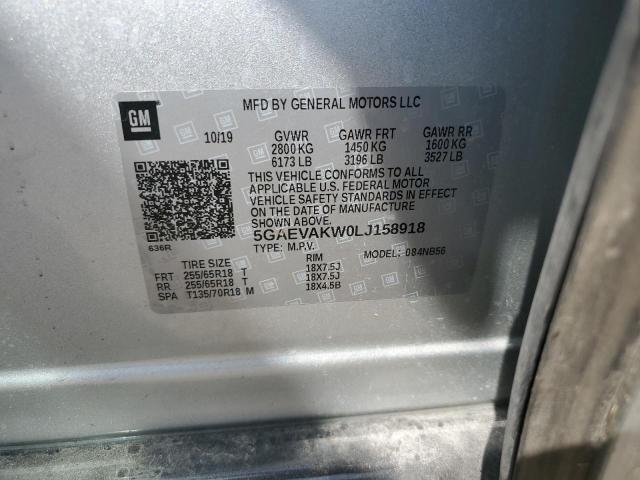 GM
MFD BY GENERAL MOTORS LLC
10/19 GVWR GAWR FRT GAWR RR
2800 KG 1450 KG 1600 KG
6173 LB 3196 LB 3527 LB
THIS VEHICLE CONFORMS TO ALL
APPLICABLE U.S. FEDERAL MOTOR
VEHICLE SAFETY STANDARDS IN EFFECT
ON THE DATE OF MANUFACTURE
SHOWN ABOVE.
636R
5GAEVAKW0LJ158918
TYPE: M.P.V. MODEL: 084NB56
TIRE SIZE RIM
FRT 255/65R18 T 18X7.5J
RR 255/65R18 T 18X7.5J
SPA T135/70R18 M 18X4.5B